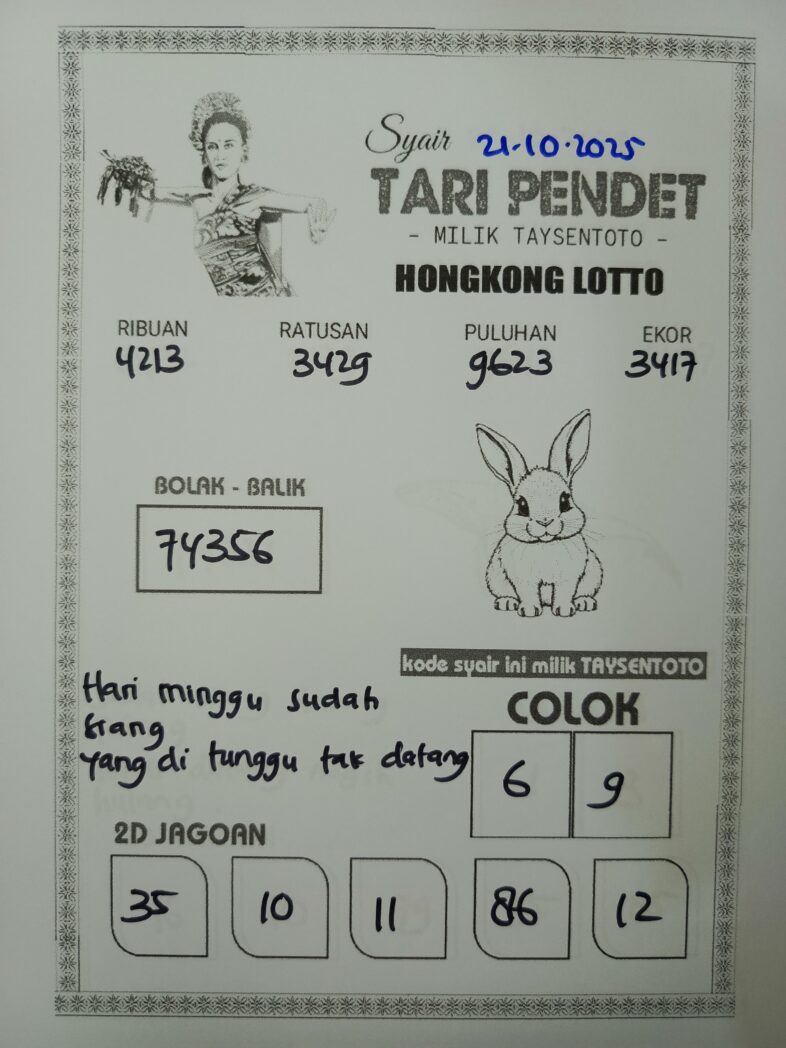 Syair 21.10.2025
TARI PENDET
- MILIK TAYSENTOTO -
HONGKONG LOTTO
RIBUAN RATUSAN PULUHAN EKOR
4213 3429 9623 3417
BOLAK - BALIK
74356
kode syair ini milik TAYSENTOTO
Hari minggu sudah
trang
yang di tunggu tak datang
COLOK
6 9
2D JAGOAN
35 10 11 86 12